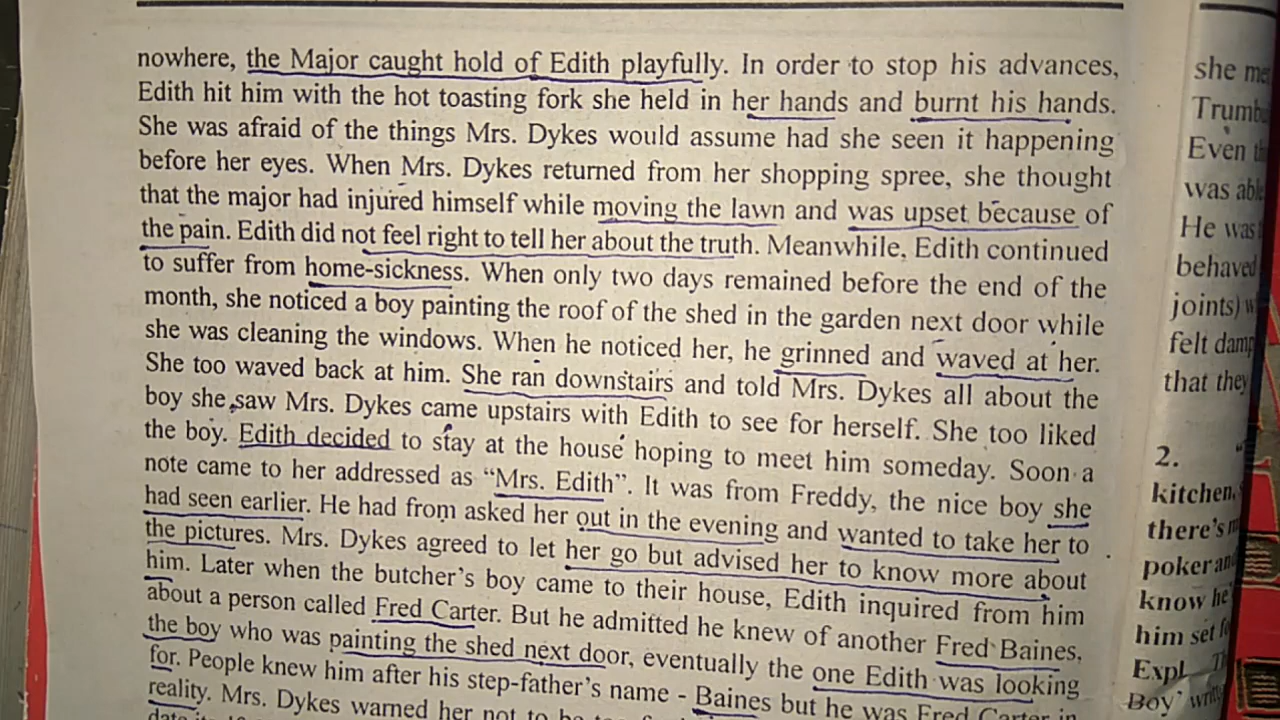 nowhere, the Major caught hold of Edith playfully. In order to stop his advances,
Edith hit him with the hot toasting fork she held in her hands and burnt his hands.
She was afraid of the things Mrs. Dykes would assume had she seen it happening
before her eyes. When Mrs. Dykes returned from her shopping spree, she thought
that the major had injured himself while moving the lawn and was upset because of
the pain. Edith did not feel right to tell her about the truth. Meanwhile, Edith continued
to suffer from home-sickness. When only two days remained before the end of the
month, she noticed a boy painting the roof of the shed in the garden next door while
she was cleaning the windows. When he noticed her, he grinned and waved at her.
She too waved back at him. She ran downstairs and told Mrs. Dykes all about the
boy she saw Mrs. Dykes came upstairs with Edith to see for herself. She too liked
the boy. Edith decided to stay at the house hoping to meet him someday. Soon a
note came to her addressed as “Mrs. Edith”. It was from Freddy, the nice boy she
had seen earlier. He had from asked her out in the evening and wanted to take her to
the pictures. Mrs. Dykes agreed to let her go but advised her to know more about
him. Later when the butcher’s boy came to their house, Edith inquired from him
about a person called Fred Carter. But he admitted he knew of another Fred Baines,
the boy who was painting the shed next door, eventually the one Edith was looking
for. People knew him after his step-father’s name - Baines but he was Fred Carter in
reality. Mrs. Dykes warned her not to be too
she
Even
was
He was
behaved
joints)
felt damp
that they
2.
kitchen,
there's
poker and
know he
him set
Expl
Boy'